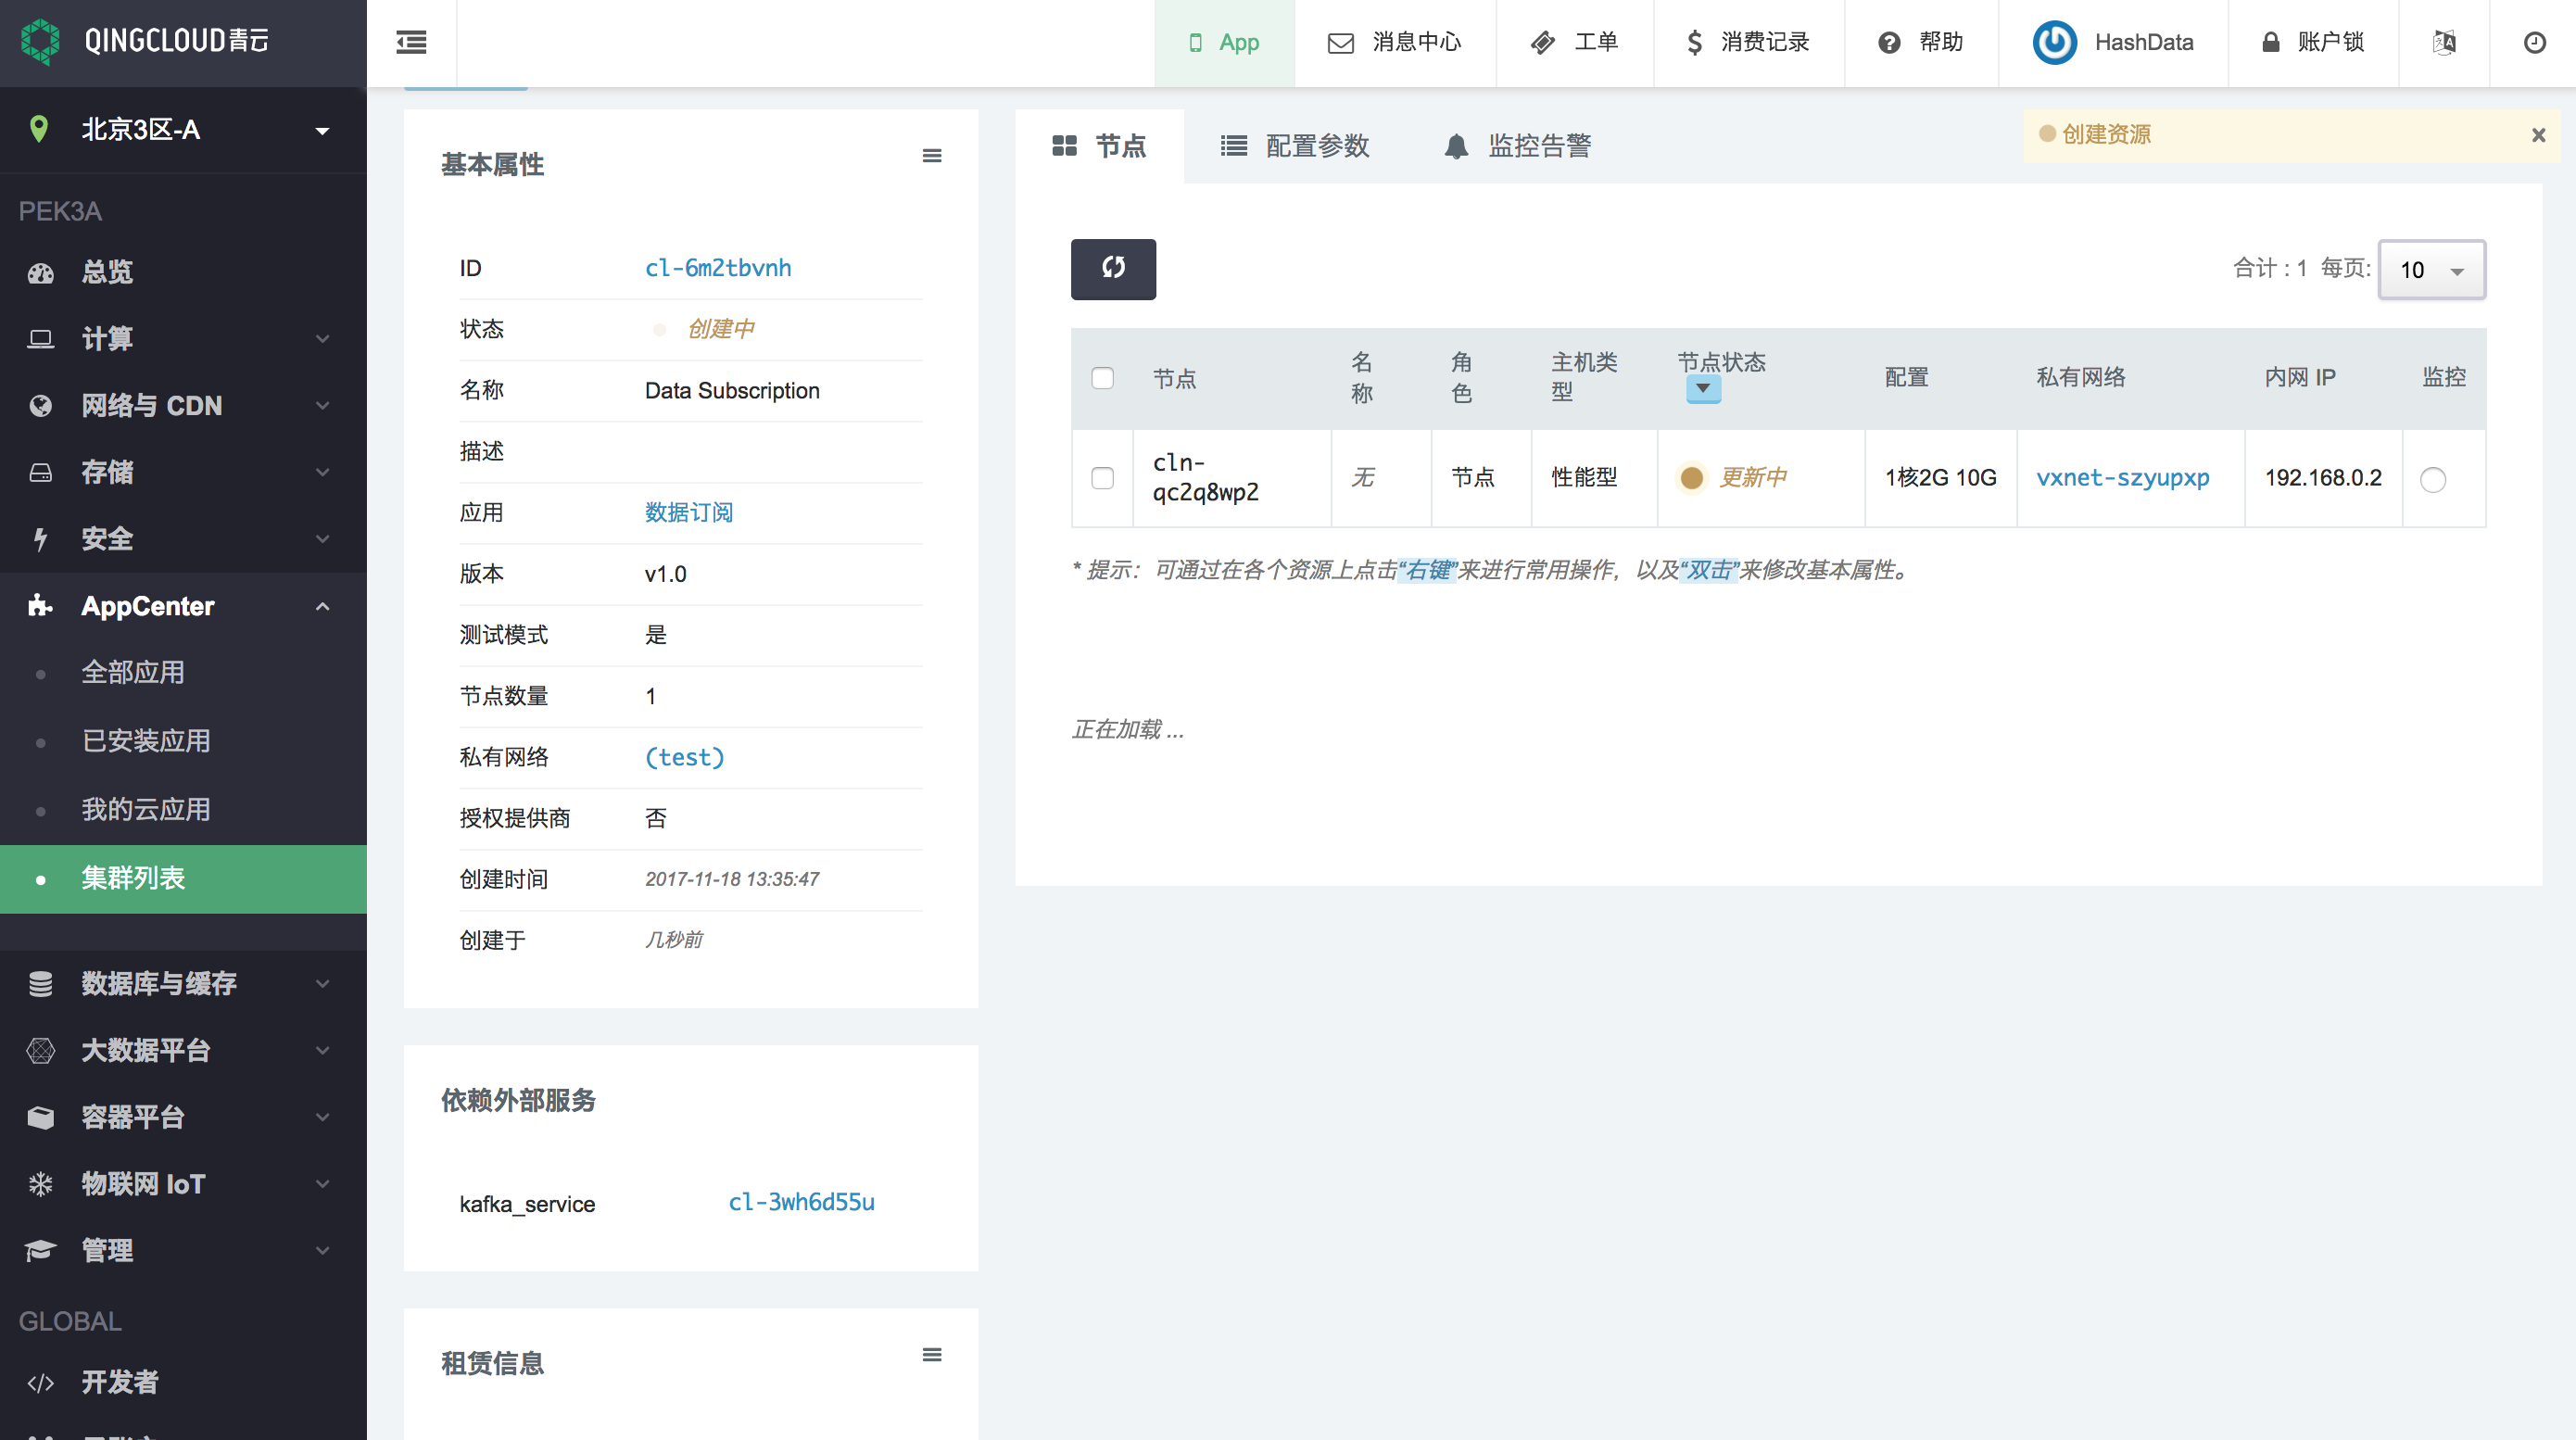 QINGCLOUD青云
App
消息中心
工单
消费记录
帮助
HashData
账户锁
北京3区-A
PEK3A
总览
计算
网络与 CDN
存储
安全
AppCenter
全部应用
已安装应用
我的云应用
集群列表
数据库与缓存
大数据平台
容器平台
物联网 IoT
管理
GLOBAL
开发者
基本属性
ID cl-6m2tbvnh
状态 创建中
名称 Data Subscription
描述
应用 数据订阅
版本 v1.0
测试模式 是
节点数量 1
私有网络 (test)
授权提供商 否
创建时间 2017-11-18 13:35:47
创建于 几秒前
依赖外部服务
kafka_service cl-3wh6d55u
租赁信息
节点 配置参数 监控告警
创建资源
合计 : 1 每页: 10
节点 名称 角色 主机类型 节点状态 配置 私有网络 内网 IP 监控
cln-qc2q8wp2 无 节点 性能型 更新中 1核2G 10G vxnet-szyupxp 192.168.0.2
* 提示：可通过在各个资源上点击“右键”来进行常用操作，以及“双击”来修改基本属性。
正在加载 ...